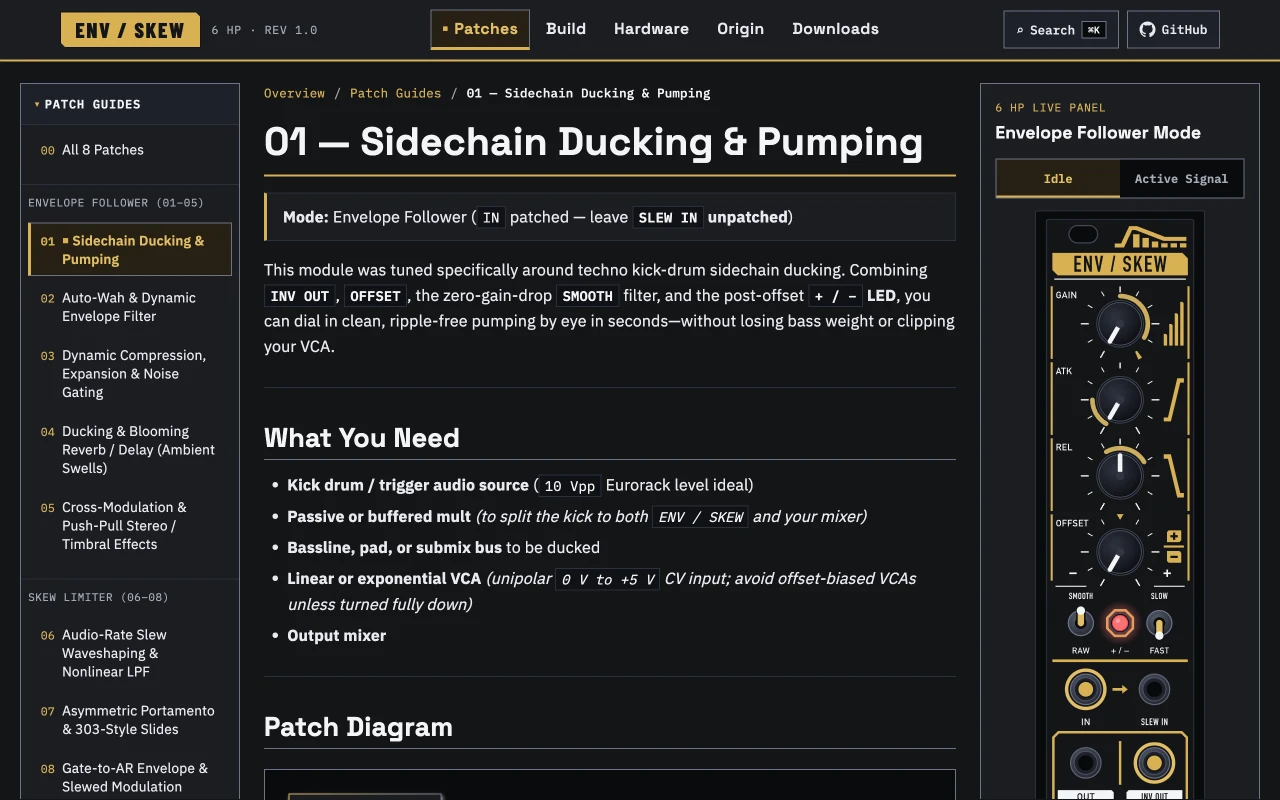 ENV / SKEW
6 HP · REV 1.0
Patches
Build
Hardware
Origin
Downloads
Search ⌘K
GitHub
PATCH GUIDES
00 All 8 Patches
ENVELOPE FOLLOWER (01–05)
01 Sidechain Ducking &
Pumping
02 Auto-Wah & Dynamic
Envelope Filter
03 Dynamic Compression,
Expansion & Noise
Gating
04 Ducking & Blooming
Reverb / Delay (Ambient
Swells)
05 Cross-Modulation &
Push-Pull Stereo /
Timbral Effects
SKEW LIMITER (06–08)
06 Audio-Rate Slew
Waveshaping &
Nonlinear LPF
07 Asymmetric Portamento
& 303-Style Slides
08 Gate-to-AR Envelope &
Slewed Modulation
Overview / Patch Guides / 01 — Sidechain Ducking & Pumping
01 — Sidechain Ducking & Pumping
Mode: Envelope Follower ( IN patched — leave SLEW IN unpatched)
This module was tuned specifically around techno kick-drum sidechain ducking. Combining
INV OUT , OFFSET , the zero-gain-drop SMOOTH filter, and the post-offset + / − LED, you
can dial in clean, ripple-free pumping by eye in seconds—without losing bass weight or clipping
your VCA.
What You Need
• Kick drum / trigger audio source ( 10 Vpp Eurorack level ideal)
• Passive or buffered mult (to split the kick to both ENV / SKEW and your mixer)
• Bassline, pad, or submix bus to be ducked
• Linear or exponential VCA (unipolar 0 V to +5 V CV input; avoid offset-biased VCAs
unless turned fully down)
• Output mixer
Patch Diagram
6 HP LIVE PANEL
Envelope Follower Mode
Idle
Active Signal
ENV / SKEW
GAIN
ATK
REL
OFFSET
− +
SMOOTH SLOW
RAW + / − FAST
IN SLEW IN
OUT INV OUT